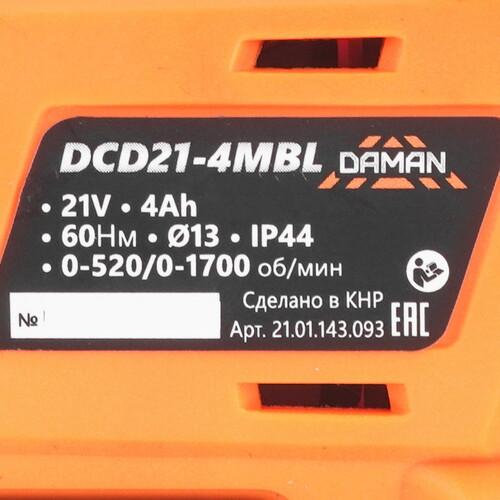 DCD21-4MBL DAMAN
• 21V • 4Ah
• 60Нм • Ø13 • IP44
• 0-520/0-1700 об/мин
Сделано в КНР
№ Арт. 21.01.143.093 EAC